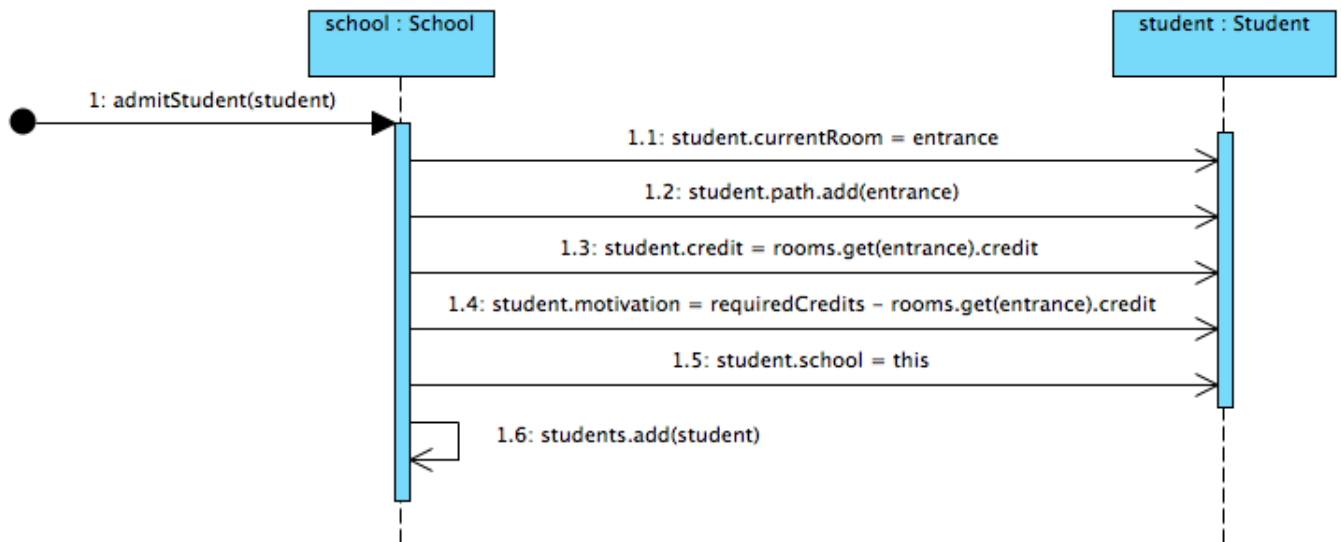 school : School
student : Student
1: admitStudent(student)
1.1: student.currentRoom = entrance
1.2: student.path.add(entrance)
1.3: student.credit = rooms.get(entrance).credit
1.4: student.motivation = requiredCredits – rooms.get(entrance).credit
1.5: student.school = this
1.6: students.add(student)